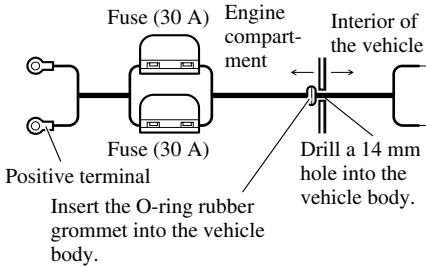 Fuse (30 A)
Engine
compart-
ment
Interior of
the vehicle
Fuse (30 A)
Positive terminal
Drill a 14 mm
hole into the
vehicle body.
Insert the O-ring rubber
grommet into the vehicle
body.